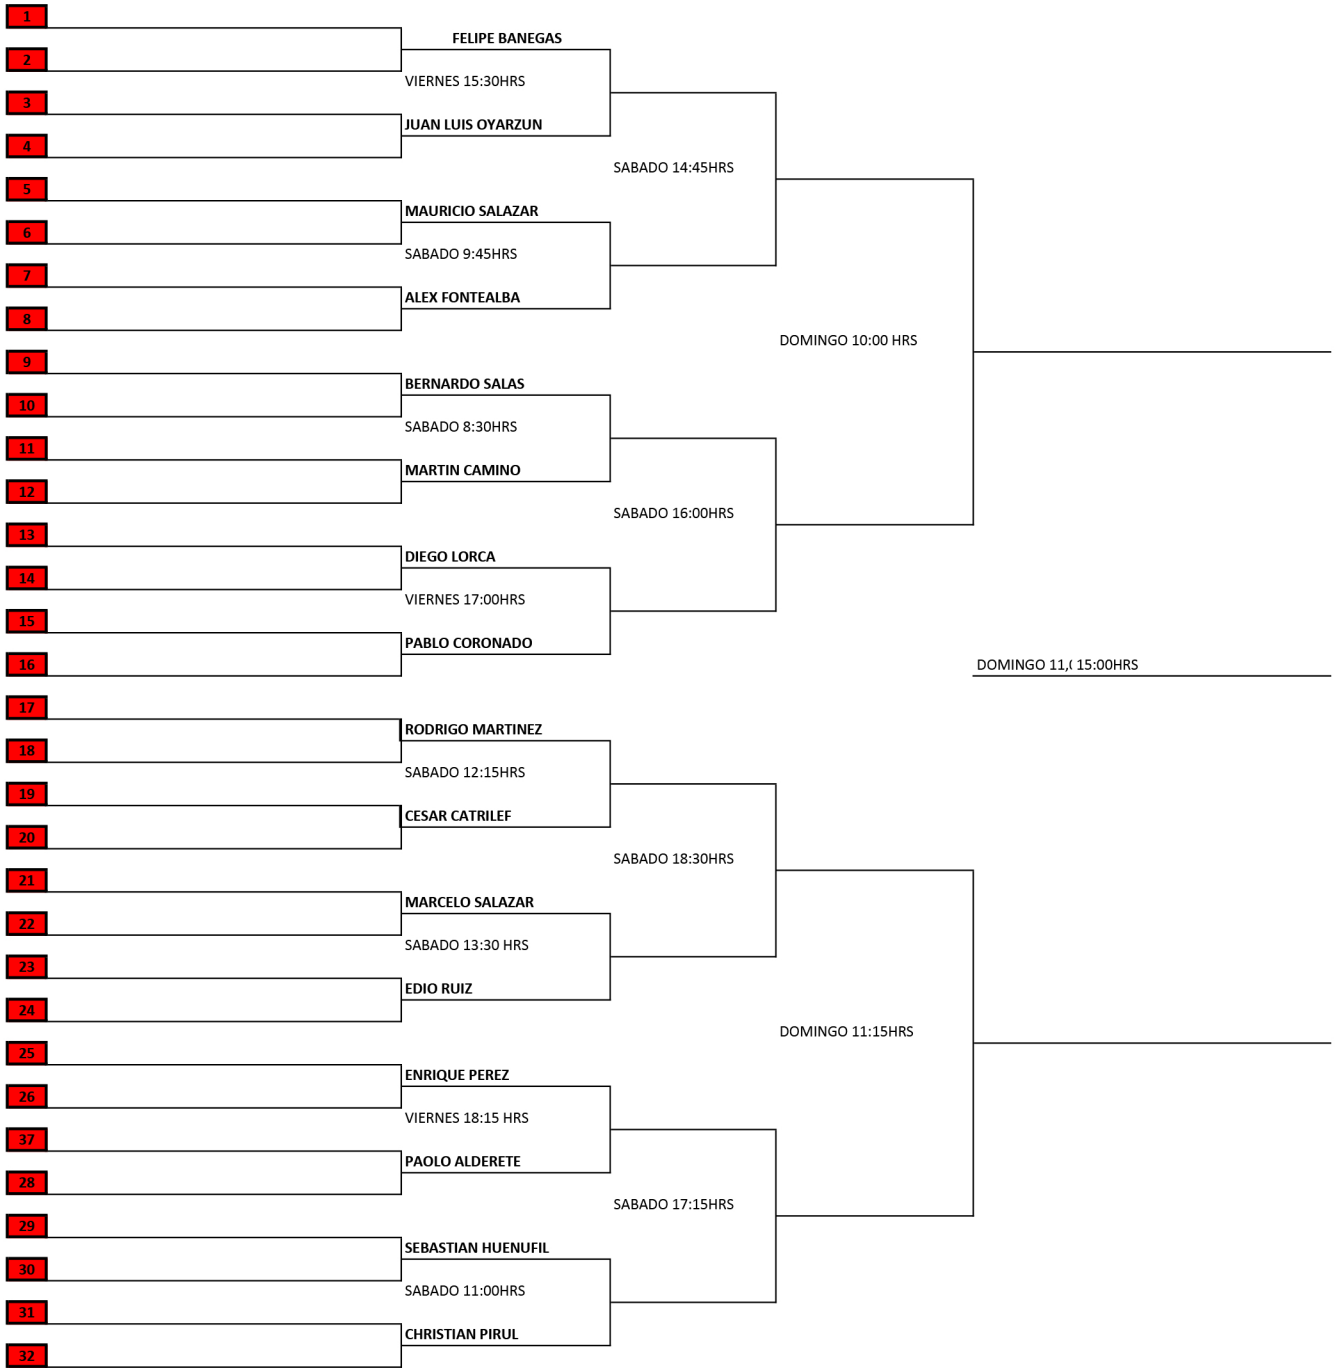 1
FELIPE BANEGAS
2
VIERNES 15:30HRS
3
JUAN LUIS OYARZUN
4
SABADO 14:45HRS
5
MAURICIO SALAZAR
6
SABADO 9:45HRS
7
ALEX FONTEALBA
8
DOMINGO 10:00 HRS
9
BERNARDO SALAS
10
SABADO 8:30HRS
11
MARTIN CAMINO
12
SABADO 16:00HRS
13
DIEGO LORCA
14
VIERNES 17:00HRS
15
PABLO CORONADO
16
DOMINGO 11,( 15:00HRS
17
RODRIGO MARTINEZ
18
SABADO 12:15HRS
19
CESAR CATRILEF
20
SABADO 18:30HRS
21
MARCELO SALAZAR
22
SABADO 13:30 HRS
23
EDIO RUIZ
24
DOMINGO 11:15HRS
25
ENRIQUE PEREZ
26
VIERNES 18:15 HRS
37
PAOLO ALDERETE
28
SABADO 17:15HRS
29
SEBASTIAN HUENUFIL
30
SABADO 11:00HRS
31
CHRISTIAN PIRUL
32